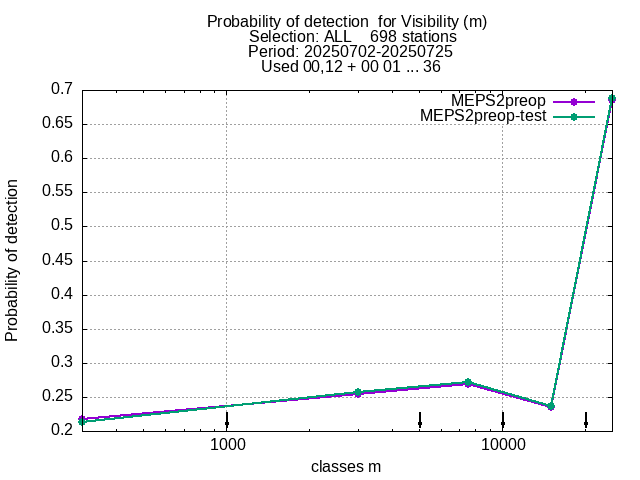 Probability of detection  for Visibility (m)
Selection: ALL    698 stations
Period: 20250702-20250725
Used 00,12 + 00 01 ... 36
MEPS2preop
MEPS2preop-test
Probability of detection
0.7
0.65
0.6
0.55
0.5
0.45
0.4
0.35
0.3
0.25
0.2
1000
10000
classes m